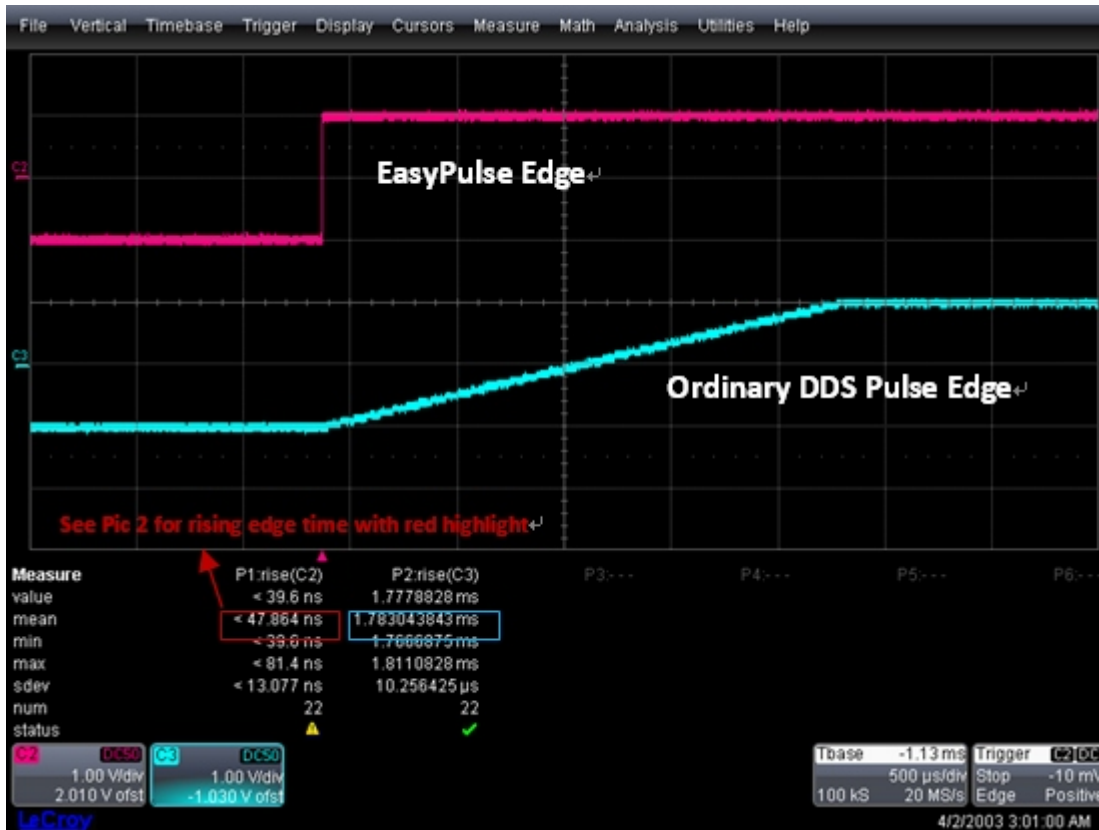 File Vertical Timebase Trigger Display Cursors Measure Math Analysis Utilities Help
C2
EasyPulse Edge↵
C3
Ordinary DDS Pulse Edge↵
See Pic 2 for rising edge time with red highlight↵
Measure P1:rise(C2) P2:rise(C3) P3:--- P4:--- P5:--- P6:--
value < 39.6 ns 1.7778828 ms
mean < 47.864 ns 1.783043843 ms
min < 39.6 ns 1.7666875 ms
max < 81.4 ns 1.8110828 ms
sdev < 13.077 ns 10.256425 µs
num 22 22
status
C2 DC50 C3 DC50 Tbase -1.13 ms Trigger C2 DC
1.00 V/div 1.00 V/div 500 µs/div Stop -10 mV
2.010 V ofst -1.030 V ofst 100 kS 20 MS/s Edge Positive
LeCroy 4/2/2003 3:01:00 AM